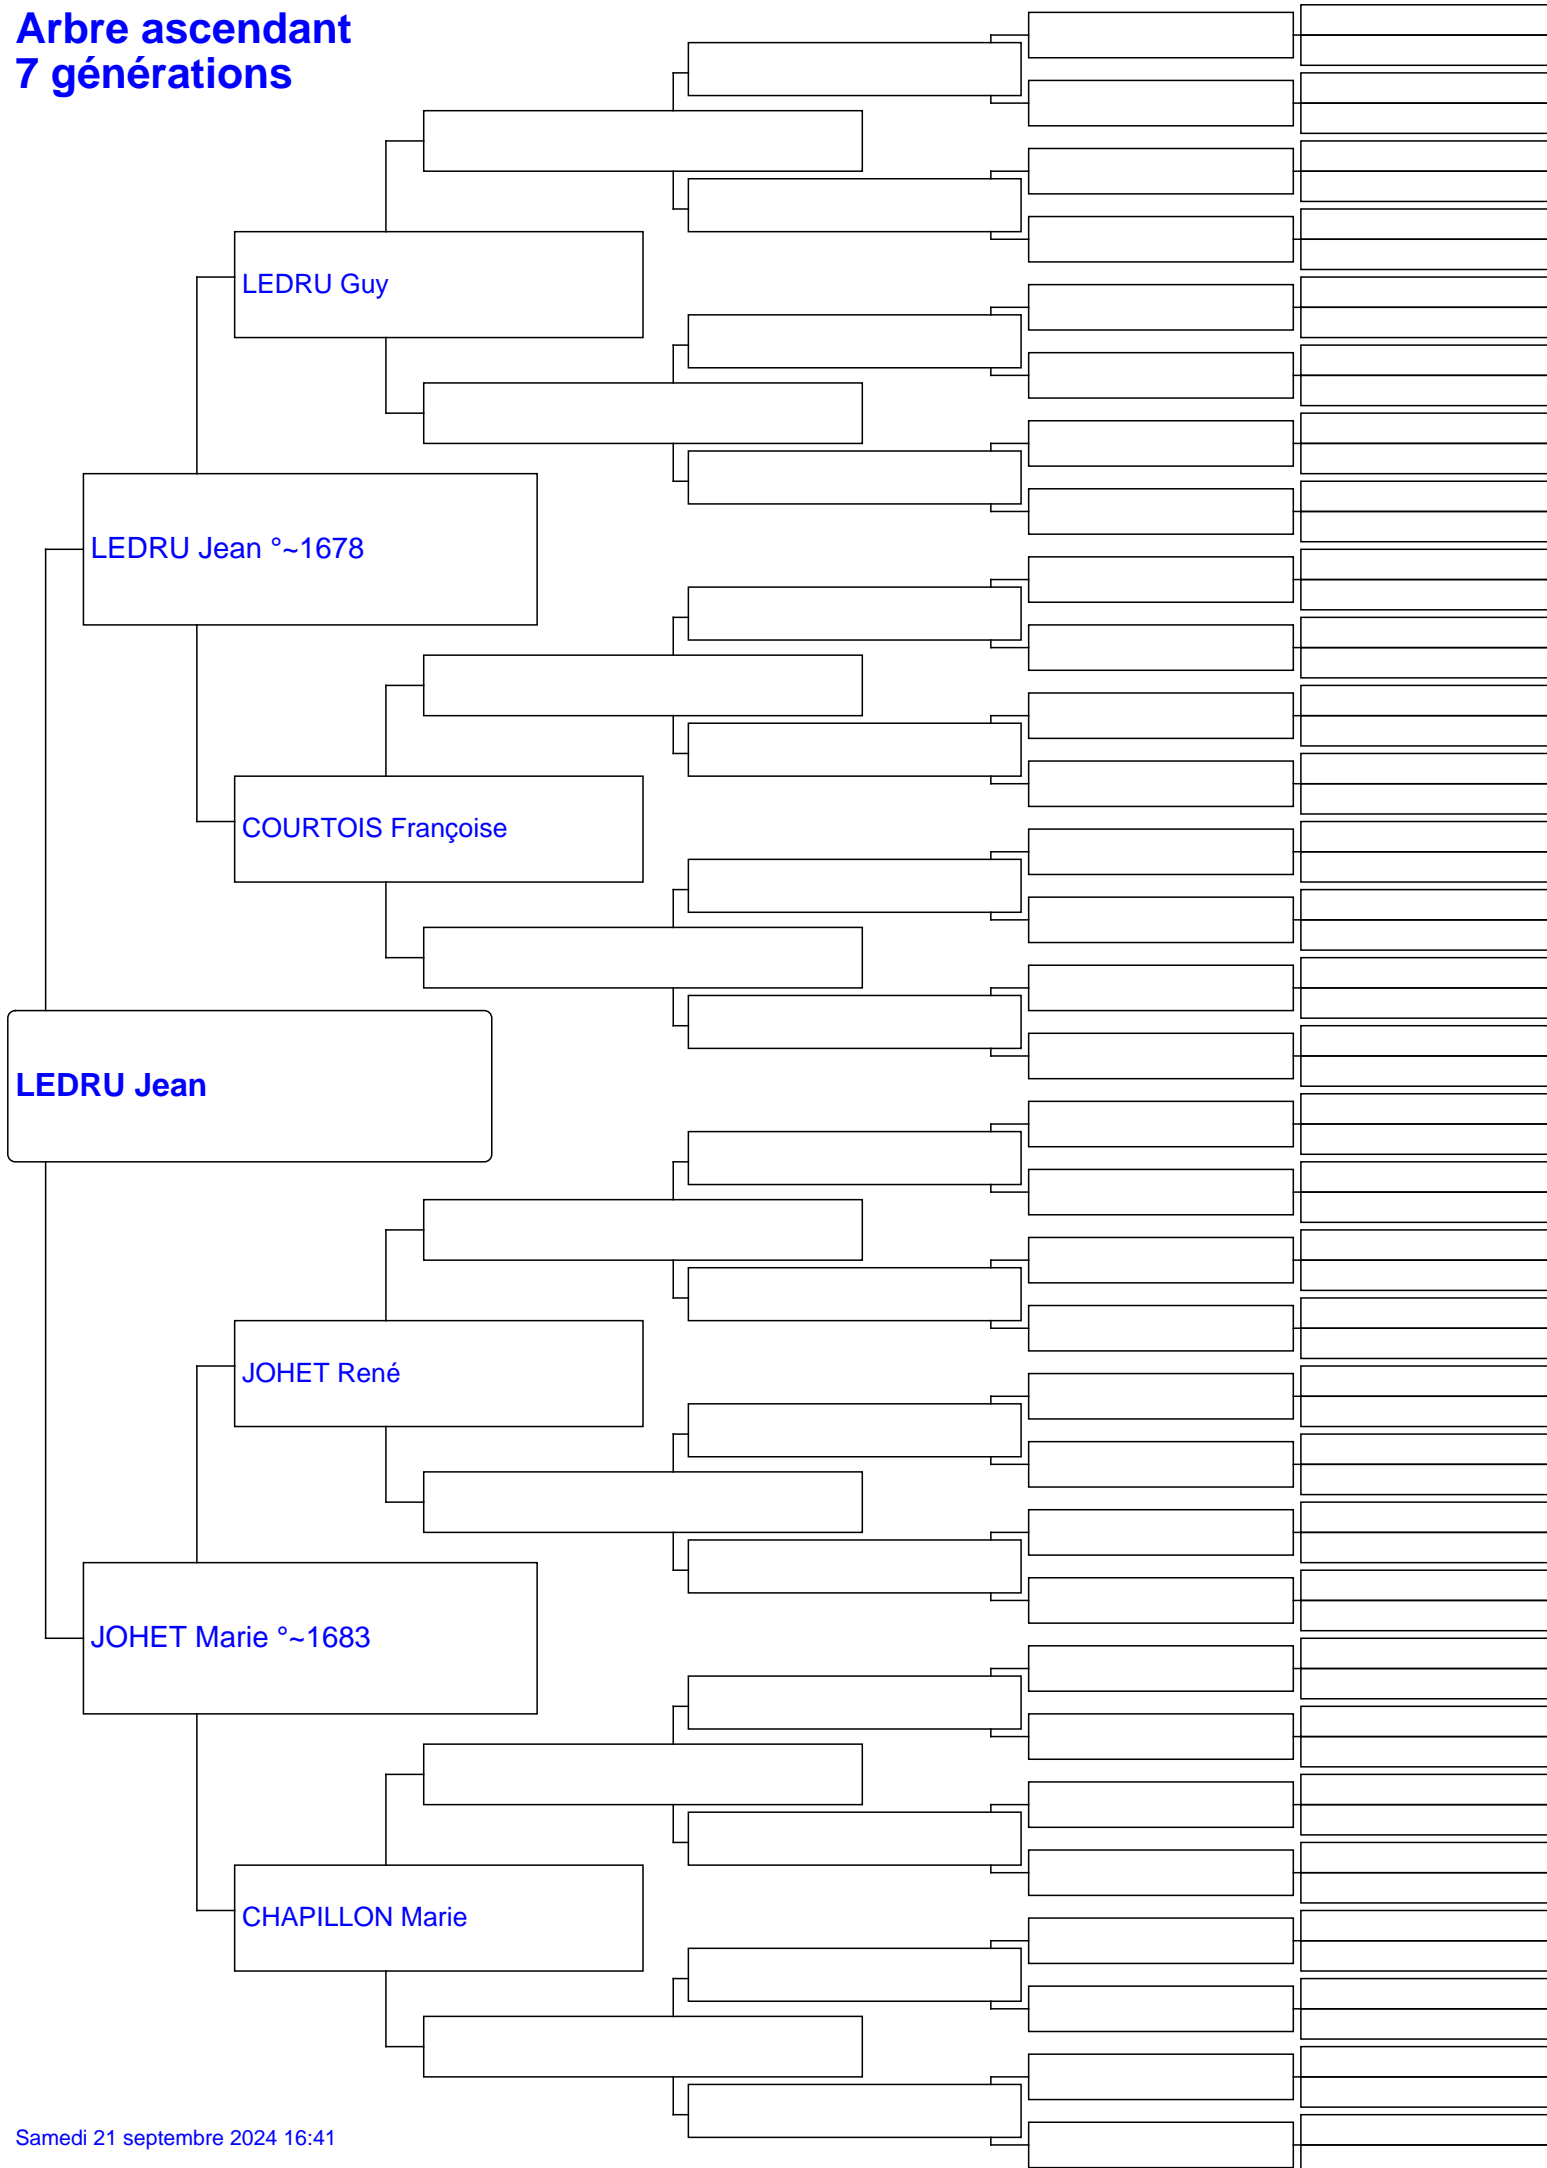 Arbre ascendant
7 générations
LEDRU Guy
LEDRU Jean °~1678
COURTOIS Françoise
LEDRU Jean
JOHET René
JOHET Marie °~1683
CHAPILLON Marie
Samedi 21 septembre 2024 16:41